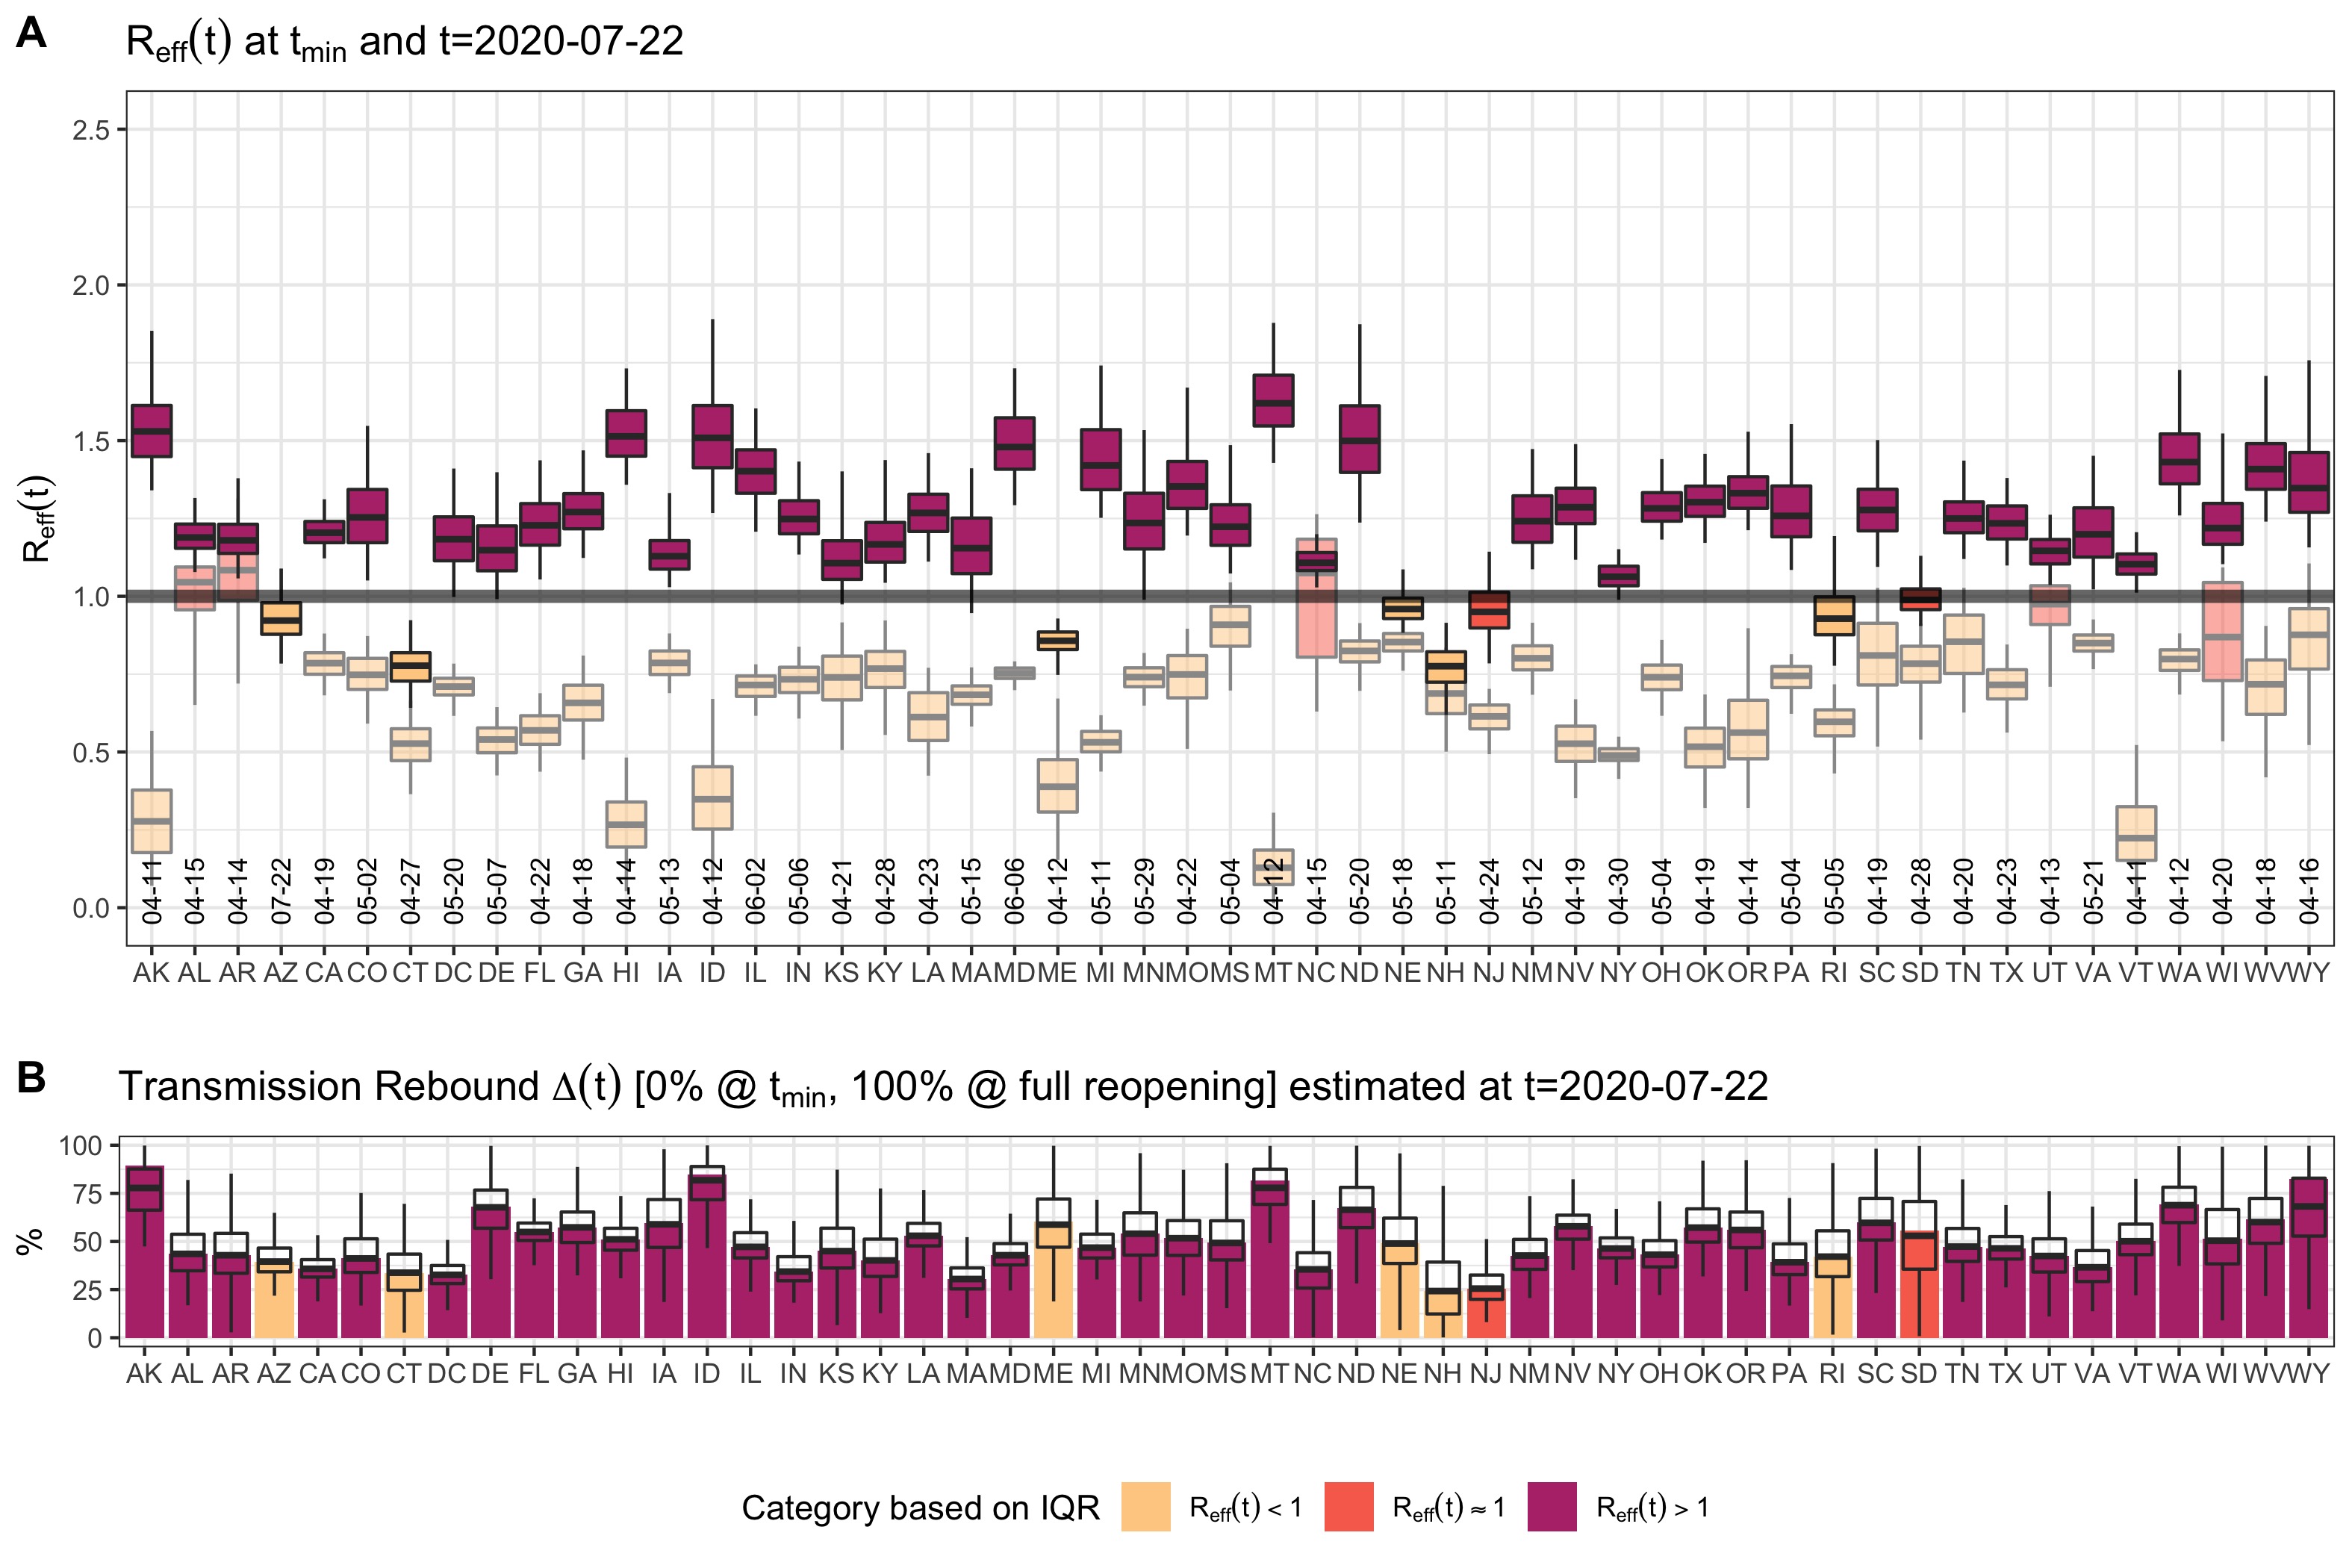 A
Reff(t) at tmin and t=2020-07-22
2.5
2.0
1.5
1.0
0.5
0.0
Reff(t)
04-11 04-15 04-14 07-22 04-19 05-02 04-27 05-20 05-07 04-22 04-18 04-14 05-13 04-12 06-02 05-06 04-21 04-28 04-23 05-15 06-06 04-12 05-11 05-29 04-22 05-04 04-12 04-15 05-20 05-18 05-11 04-24 05-12 04-19 04-30 05-04 04-19 04-14 05-04 05-05 04-19 04-28 04-20 04-23 04-13 05-21 04-11 04-12 04-20 04-18 04-16
AK AL AR AZ CA CO CT DC DE FL GA HI IA ID IL IN KS KY LA MA MD ME MI MN MO MS MT NC ND NE NH NJ NM NV NY OH OK OR PA RI SC SD TN TX UT VA VT WA WI WV WY
B
Transmission Rebound Δ(t) [0% @ tmin, 100% @ full reopening] estimated at t=2020-07-22
100
75
50
25
0
%
AK AL AR AZ CA CO CT DC DE FL GA HI IA ID IL IN KS KY LA MA MD ME MI MN MO MS MT NC ND NE NH NJ NM NV NY OH OK OR PA RI SC SD TN TX UT VA VT WA WI WV WY
Category based on IQR Reff(t) < 1 Reff(t) ≈ 1 Reff(t) > 1